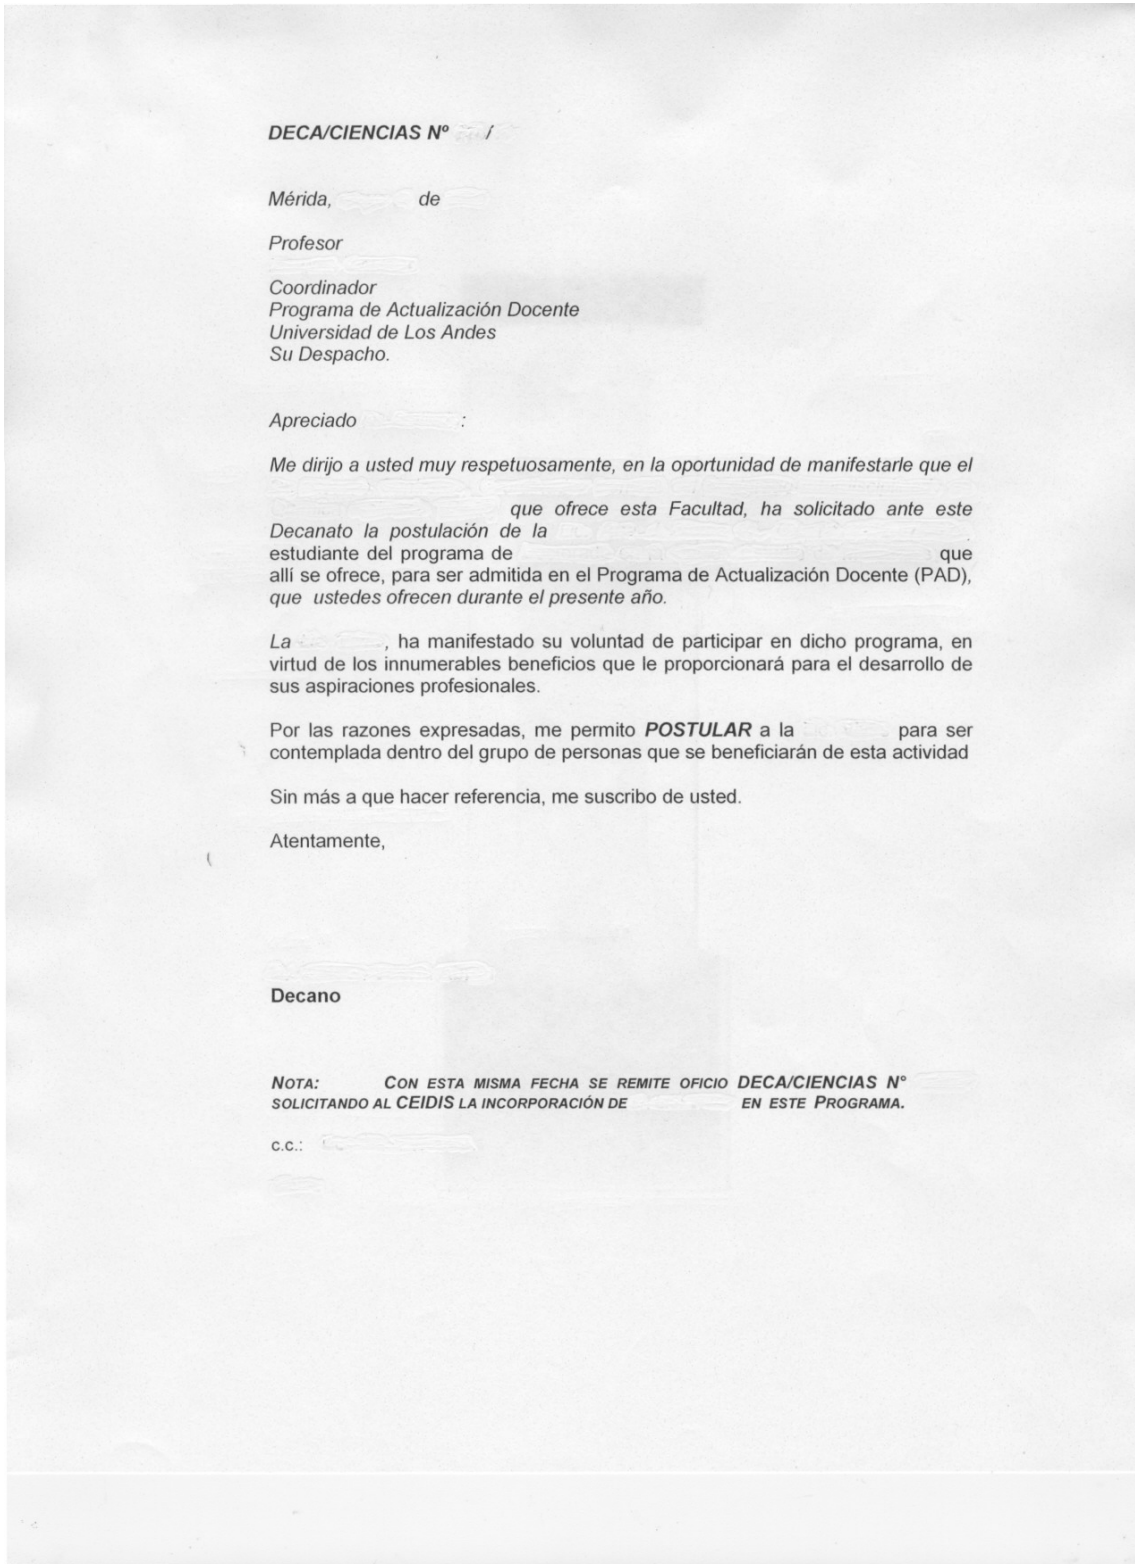 DECA/CIENCIAS Nº /
Mérida, de
Profesor
Coordinador
Programa de Actualización Docente
Universidad de Los Andes
Su Despacho.
Apreciado :
Me dirijo a usted muy respetuosamente, en la oportunidad de manifestarle que el
que ofrece esta Facultad, ha solicitado ante este
Decanato la postulación de la
estudiante del programa de que
allí se ofrece, para ser admitida en el Programa de Actualización Docente (PAD),
que ustedes ofrecen durante el presente año.
La , ha manifestado su voluntad de participar en dicho programa, en
virtud de los innumerables beneficios que le proporcionará para el desarrollo de
sus aspiraciones profesionales.
Por las razones expresadas, me permito POSTULAR a la para ser
contemplada dentro del grupo de personas que se beneficiarán de esta actividad
Sin más a que hacer referencia, me suscribo de usted.
Atentamente,
Decano
NOTA: CON ESTA MISMA FECHA SE REMITE OFICIO DECA/CIENCIAS N°
SOLICITANDO AL CEIDIS LA INCORPORACIÓN DE EN ESTE PROGRAMA.
c.c.: